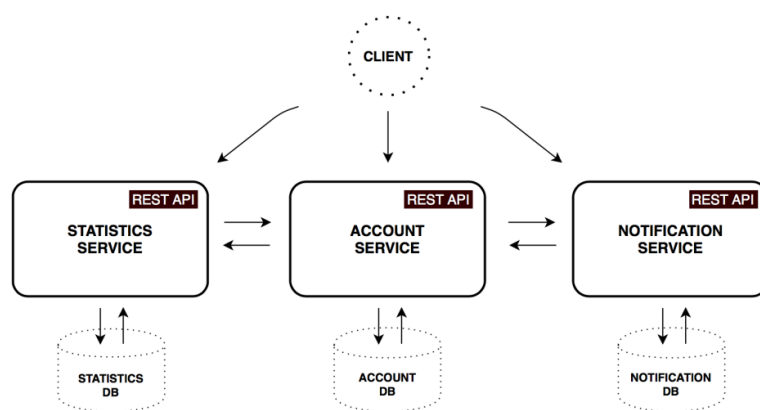 CLIENT
REST API
STATISTICS
SERVICE
REST API
ACCOUNT
SERVICE
REST API
NOTIFICATION
SERVICE
STATISTICS
DB
ACCOUNT
DB
NOTIFICATION
DB